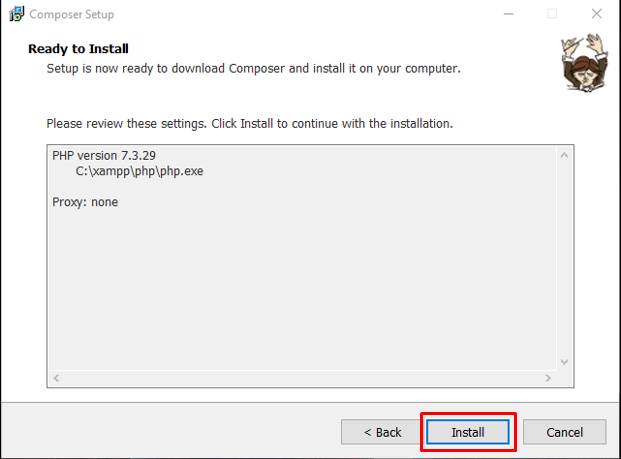 Composer Setup
Ready to Install
Setup is now ready to download Composer and install it on your computer.
Please review these settings. Click Install to continue with the installation.
PHP version 7.3.29
C:\xampp\php\php.exe
Proxy: none
< Back
Install
Cancel